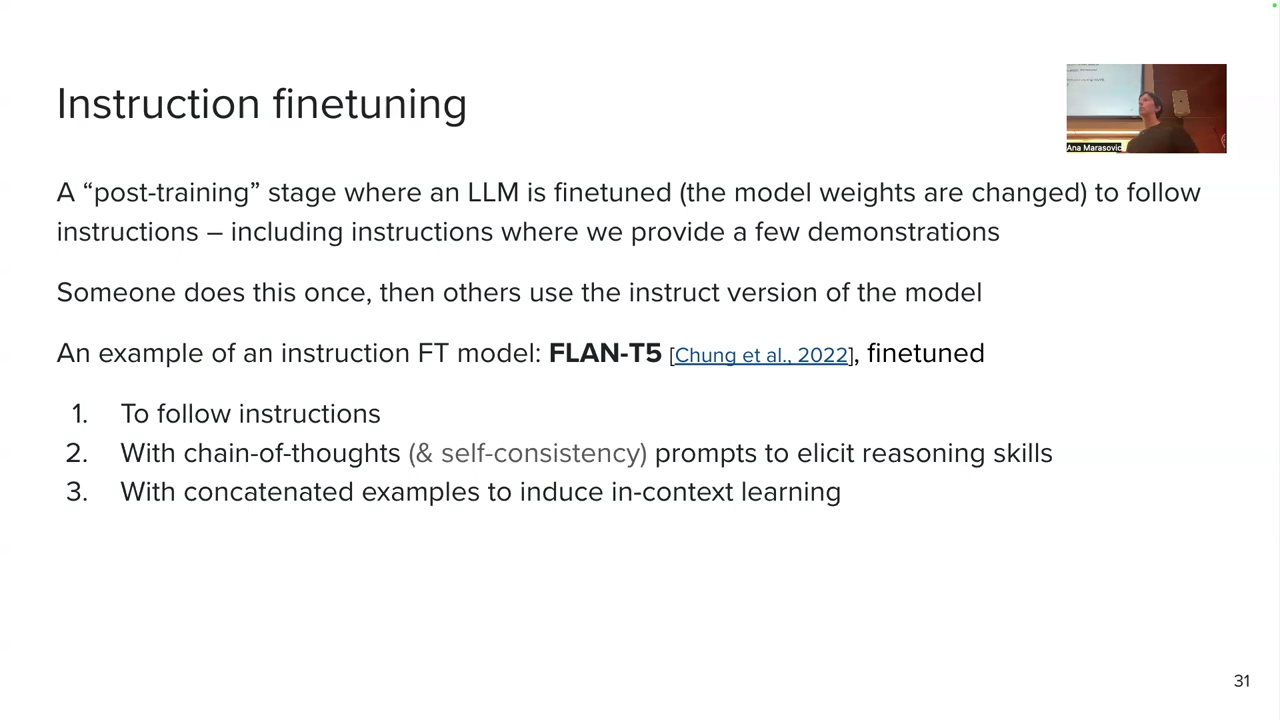 Instruction finetuning
Ana Marasovic
A “post-training” stage where an LLM is finetuned (the model weights are changed) to follow
instructions – including instructions where we provide a few demonstrations
Someone does this once, then others use the instruct version of the model
An example of an instruction FT model: FLAN-T5 [Chung et al., 2022], finetuned
1. To follow instructions
2. With chain-of-thoughts (& self-consistency) prompts to elicit reasoning skills
3. With concatenated examples to induce in-context learning
31